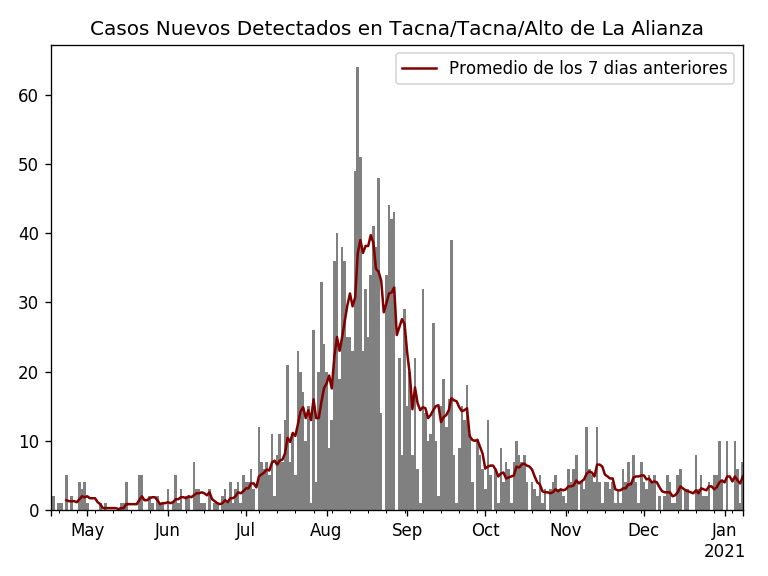 Casos Nuevos Detectados en Tacna/Tacna/Alto de La Alianza
Promedio de los 7 dias anteriores
60
50
40
30
20
10
0
May Jun Jul Aug Sep Oct Nov Dec Jan
2021